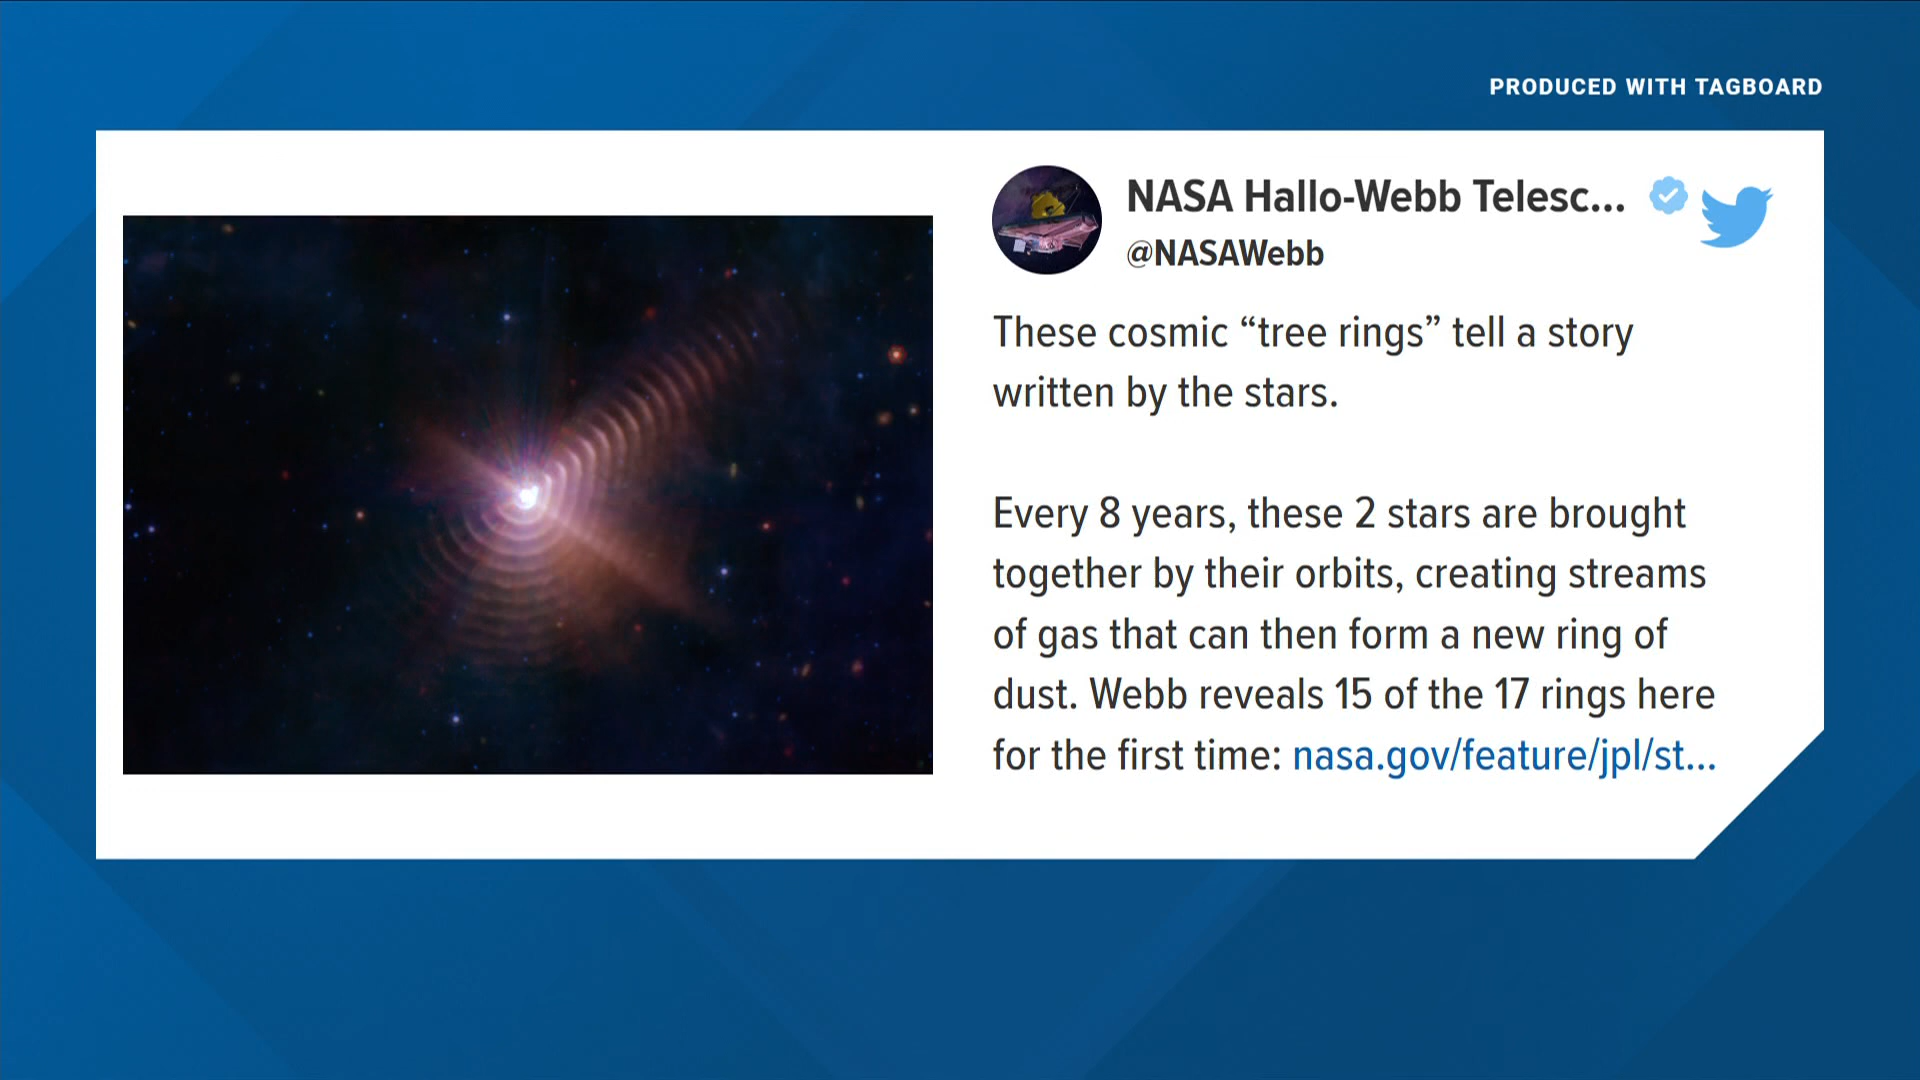 PRODUCED WITH TAGBOARD
NASA Hallo-Webb Telesc...
@NASAWebb
These cosmic “tree rings” tell a story
written by the stars.
Every 8 years, these 2 stars are brought
together by their orbits, creating streams
of gas that can then form a new ring of
dust. Webb reveals 15 of the 17 rings here
for the first time: nasa.gov/feature/jpl/st...